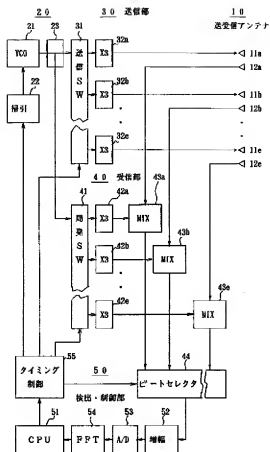 20 30 送信部 10
21 23 31 32a 送受信アンテナ
VCO 送信SW X3 11a
12a
22 32b
掃引 X3 11b
12b
32e
X3 11e
12e
40 受信部
41 42a 43a
局発SW X3 MIX
42b 43b
X3 MIX
42e 43e
X3 MIX
55 50 44
タイミング制御 検出・制御部 ビートセレクタ
51 54 53 52
CPU FFT A/D 増幅